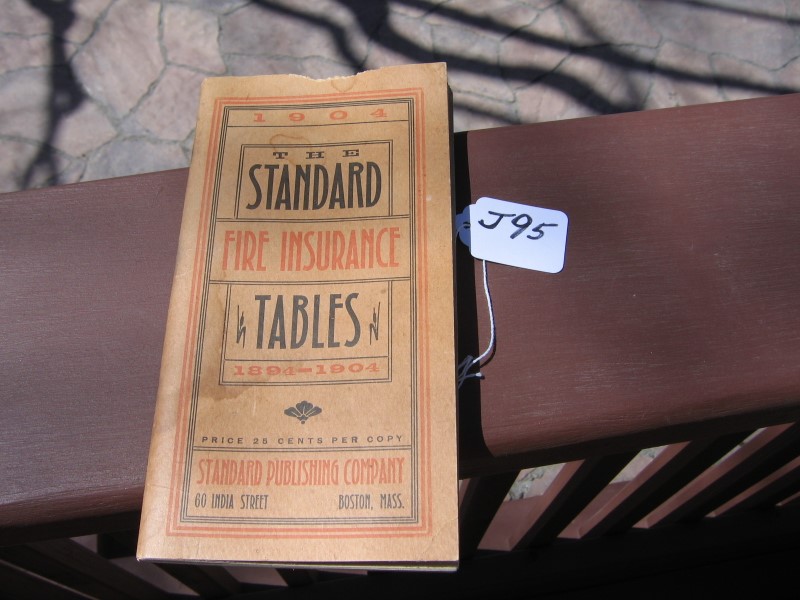 1904
THE
STANDARD
FIRE INSURANCE
TABLES
1894-1904
PRICE 25 CENTS PER COPY
STANDARD PUBLISHING COMPANY
60 INDIA STREET BOSTON, MASS.
J95